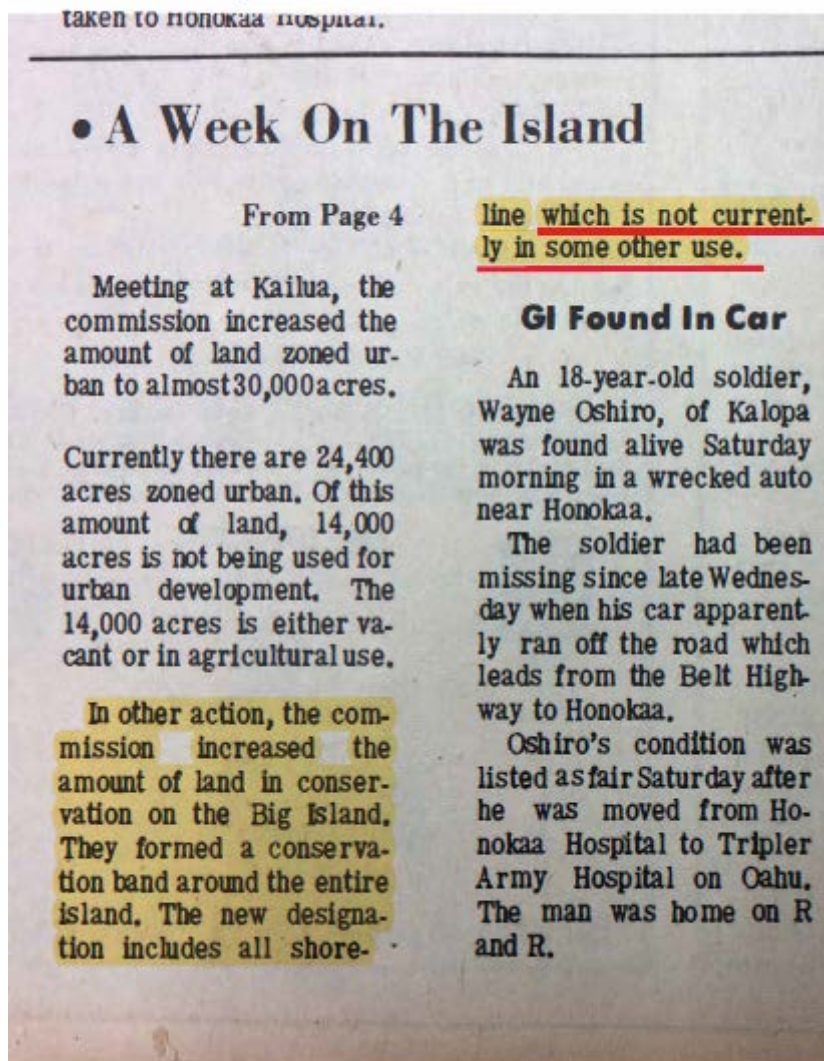 taken to Honokaa Hospital.
• A Week On The Island
From Page 4
Meeting at Kailua, the
commission increased the
amount of land zoned ur-
ban to almost 30,000 acres.
Currently there are 24,400
acres zoned urban. Of this
amount of land, 14,000
acres is not being used for
urban development. The
14,000 acres is either va-
cant or in agricultural use.
In other action, the com-
mission increased the
amount of land in conser-
vation on the Big Island.
They formed a conserva-
tion band around the entire
island. The new designa-
tion includes all shore-
line which is not current-
ly in some other use.
GI Found In Car
An 18-year-old soldier,
Wayne Oshiro, of Kalopa
was found alive Saturday
morning in a wrecked auto
near Honokaa.
The soldier had been
missing since late Wednes-
day when his car apparent-
ly ran off the road which
leads from the Belt High-
way to Honokaa.
Oshiro's condition was
listed as fair Saturday after
he was moved from Ho-
nokaa Hospital to Tripler
Army Hospital on Oahu.
The man was home on R
and R.